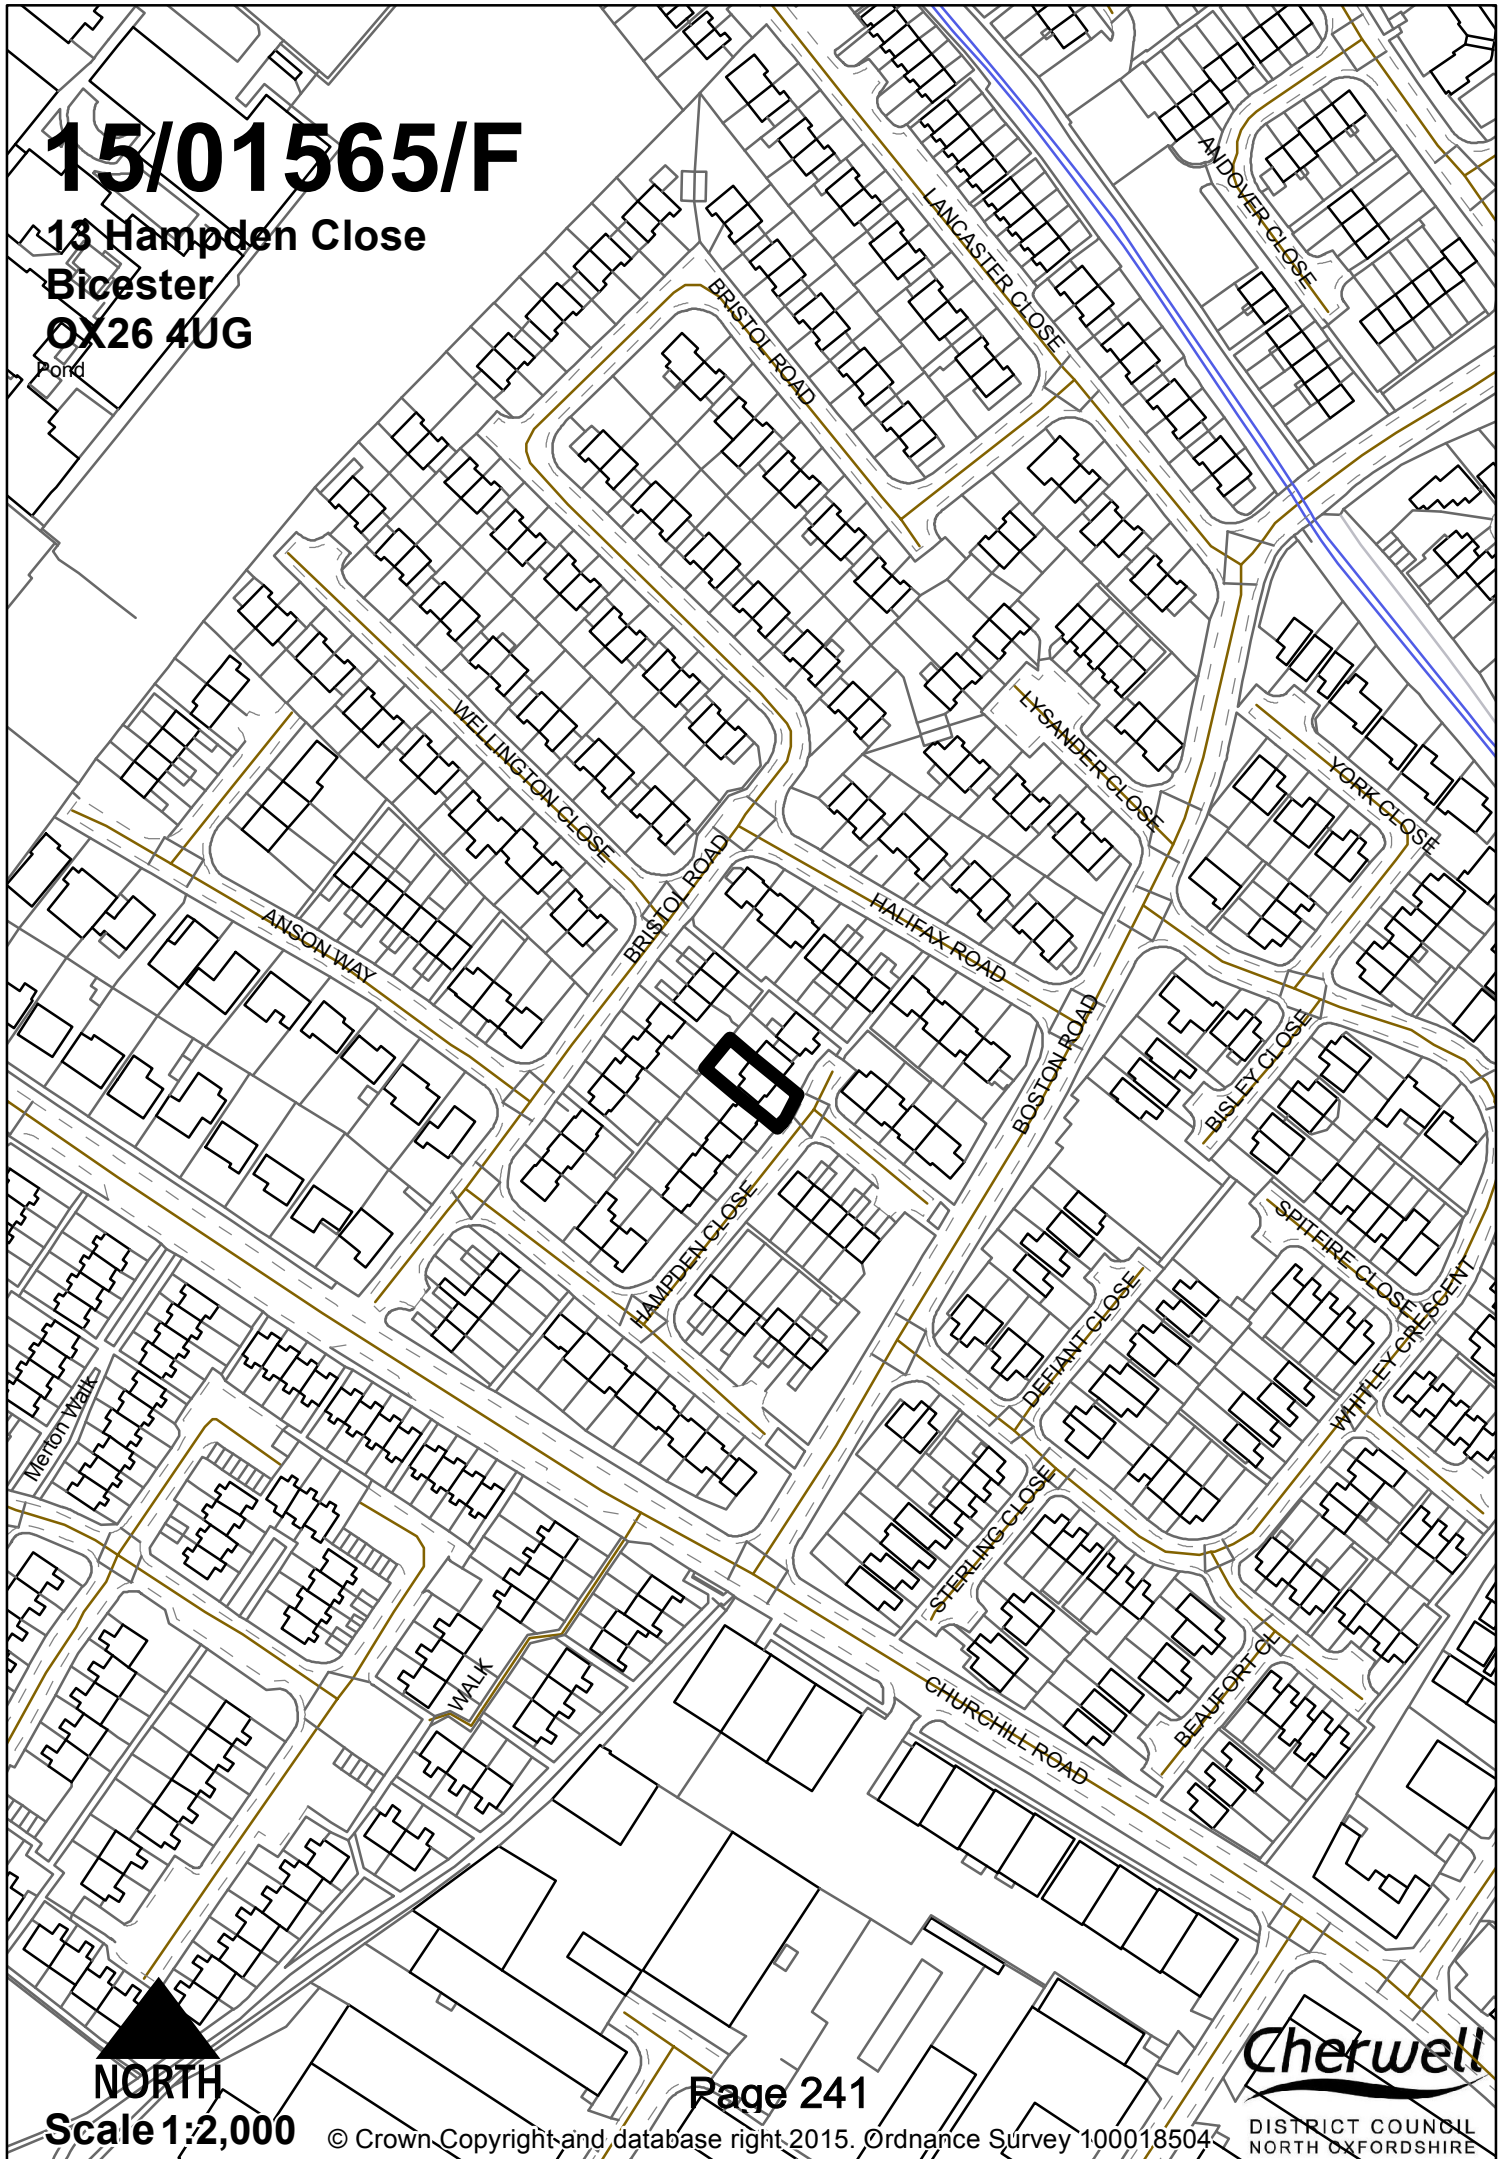 15/01565/F
13 Hampden Close
Bicester
OX26 4UG
Pond
ANDOVER CLOSE
LANCASTER CLOSE
BRISTOL ROAD
LYSANDER CLOSE
WELLINGTON CLOSE
YORK CLOSE
BRISTOL ROAD
HALIFAX ROAD
ANSON WAY
BOSTON ROAD
BISLEY CLOSE
HAMPDEN CLOSE
SPITFIRE CLOSE
DEFIANT CLOSE
WHITLEY CRESCENT
Merton Walk
STERLING CLOSE
WALK
BEAUFORT CL
CHURCHILL ROAD
NORTH
Scale 1:2,000
Page 241
© Crown Copyright and database right 2015. Ordnance Survey 100018504
Cherwell
DISTRICT COUNCIL
NORTH OXFORDSHIRE